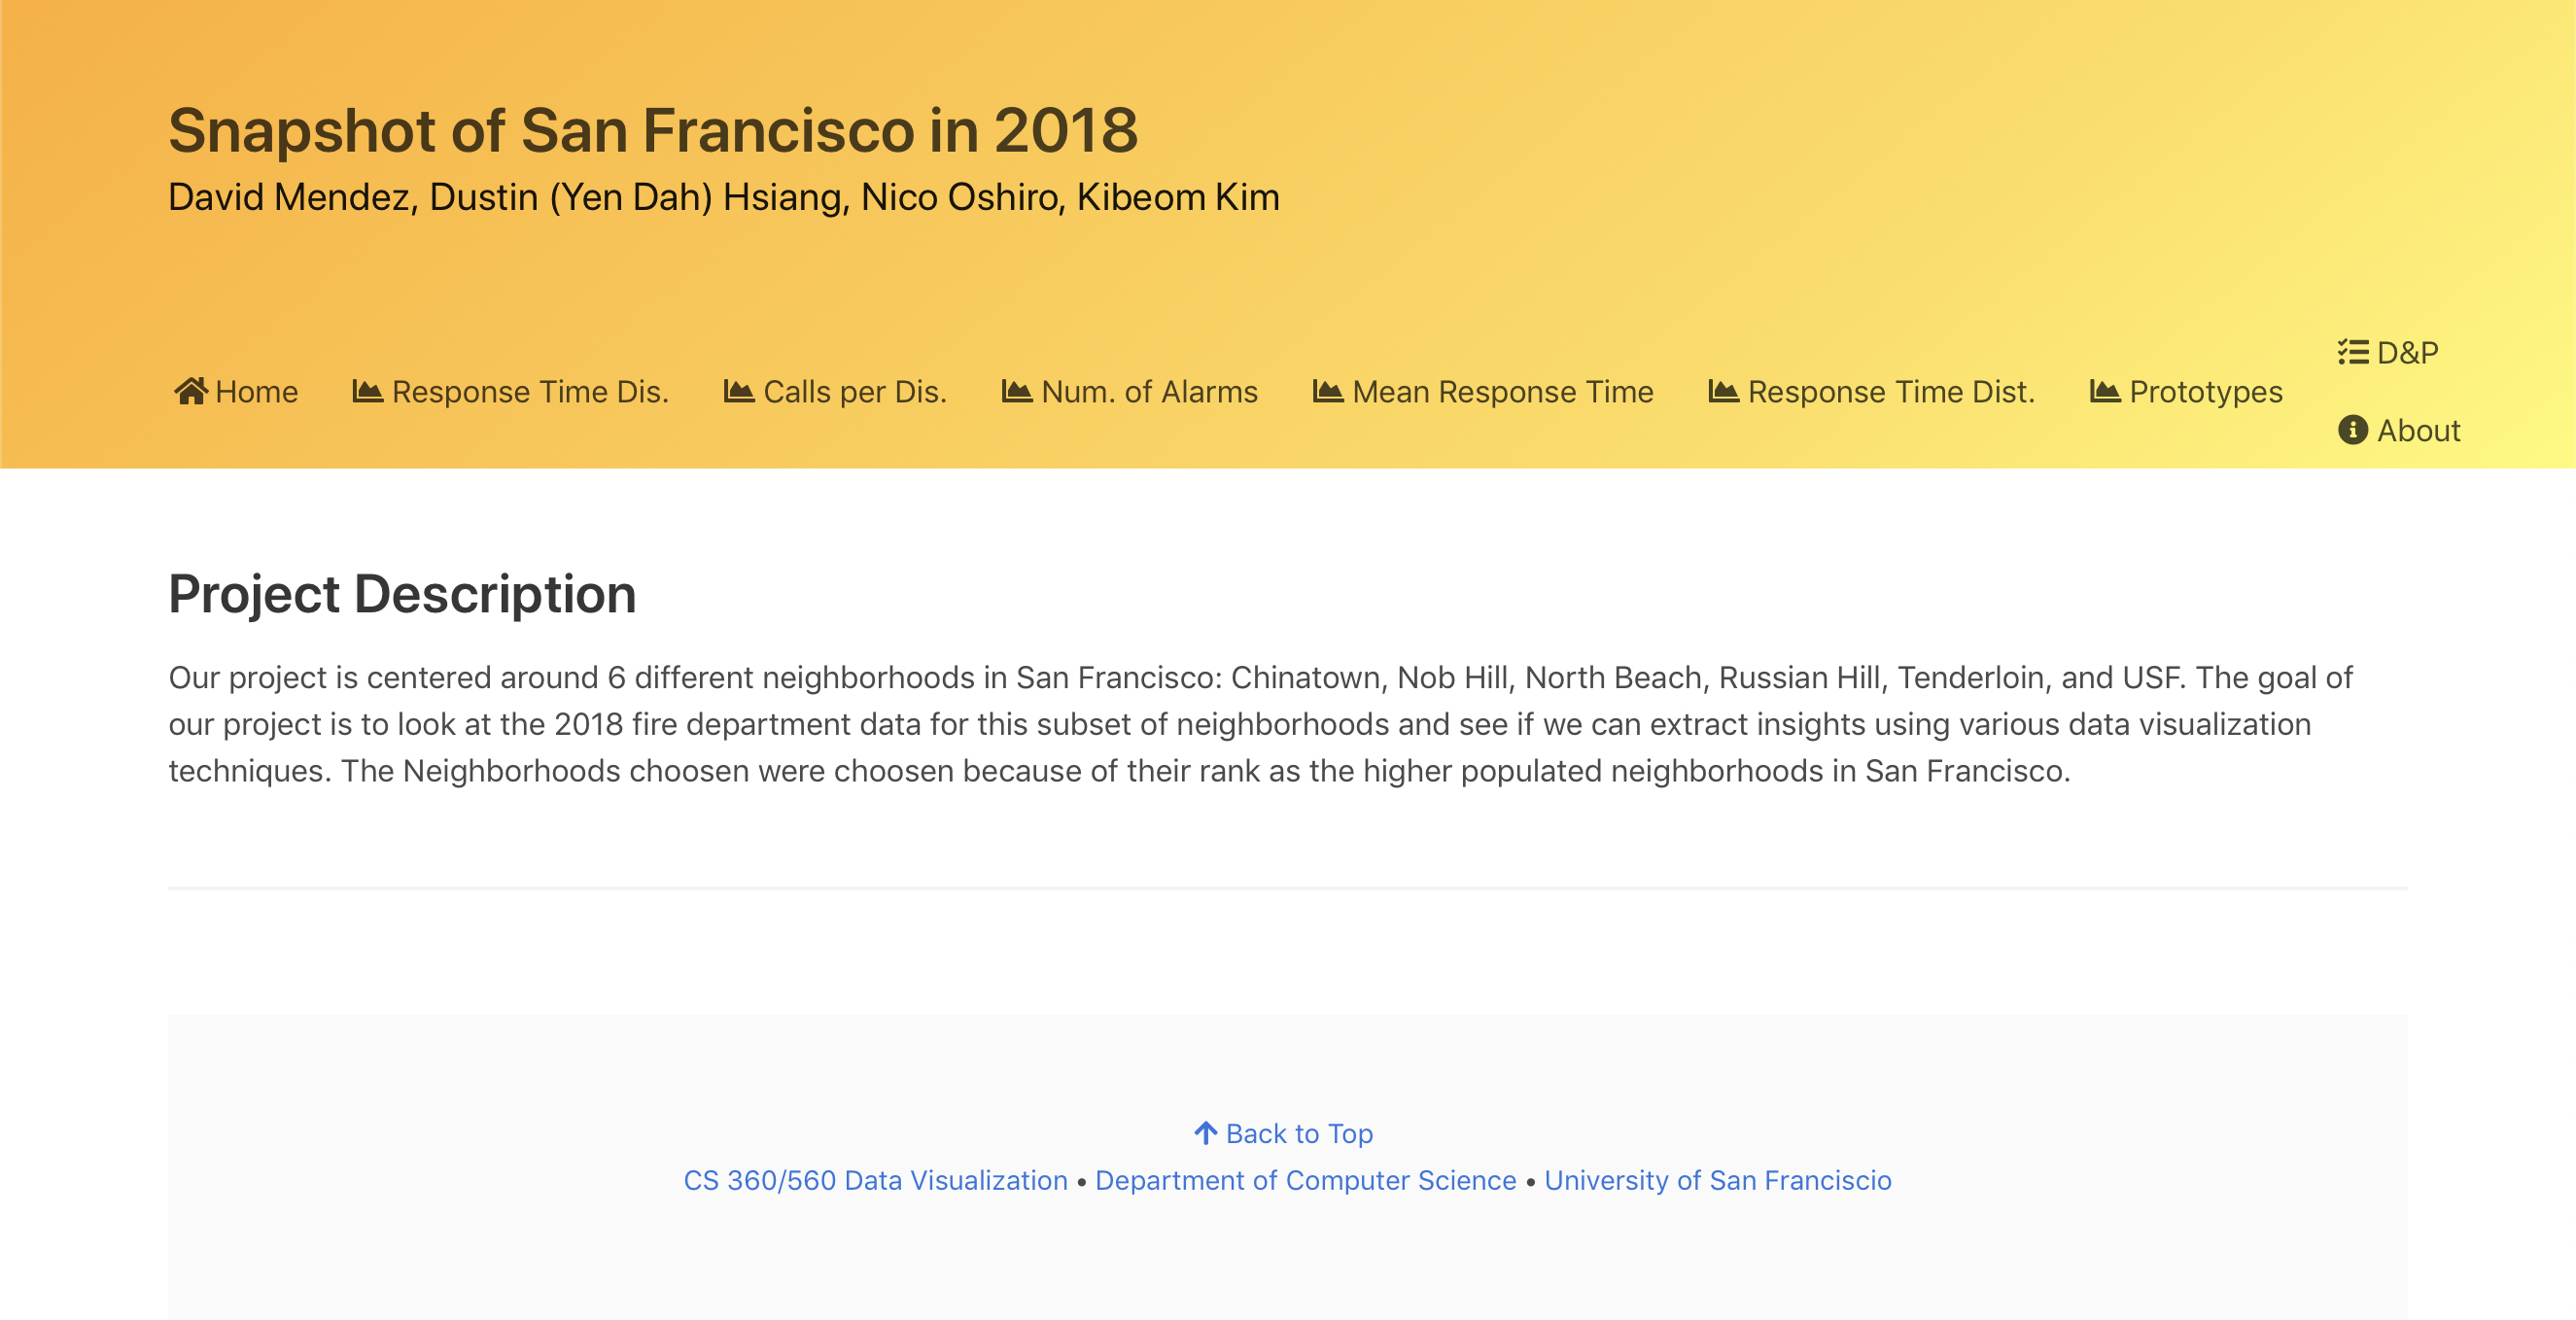 Snapshot of San Francisco in 2018
David Mendez, Dustin (Yen Dah) Hsiang, Nico Oshiro, Kibeom Kim
Home Response Time Dis. Calls per Dis. Num. of Alarms Mean Response Time Response Time Dist. Prototypes
D&P
About
Project Description
Our project is centered around 6 different neighborhoods in San Francisco: Chinatown, Nob Hill, North Beach, Russian Hill, Tenderloin, and USF. The goal of
our project is to look at the 2018 fire department data for this subset of neighborhoods and see if we can extract insights using various data visualization
techniques. The Neighborhoods choosen were choosen because of their rank as the higher populated neighborhoods in San Francisco.
Back to Top
CS 360/560 Data Visualization • Department of Computer Science • University of San Franciscio